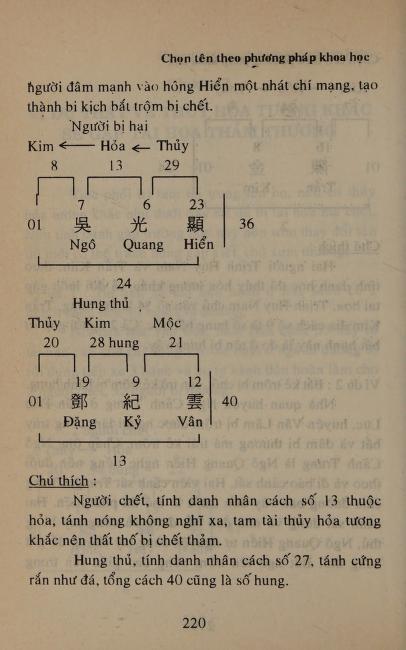 Chọn tên theo phương pháp khoa học
người đâm mạnh vào hông Hiển một nhát chí mạng, tạo
thành bi kịch bắt trộm bị chết.
Người bị hại
Kim ← Hỏa ← Thủy
8 13 29
7 6 23
01 吳 光 顯 36
Ngô Quang Hiển
24
Hung thủ
Thủy Kim Mộc
20 28 hung 21
19 9 12
01 鄧 紀 雲 40
Đặng Kỷ Vân
13
Chú thích :
Người chết, tính danh nhân cách số 13 thuộc
hỏa, tánh nóng không nghĩ xa, tam tài thủy hỏa tương
khắc nên thất thố bị chết thảm.
Hung thủ, tính danh nhân cách số 27, tánh cứng
rắn như đá, tổng cách 40 cũng là số hung.
220